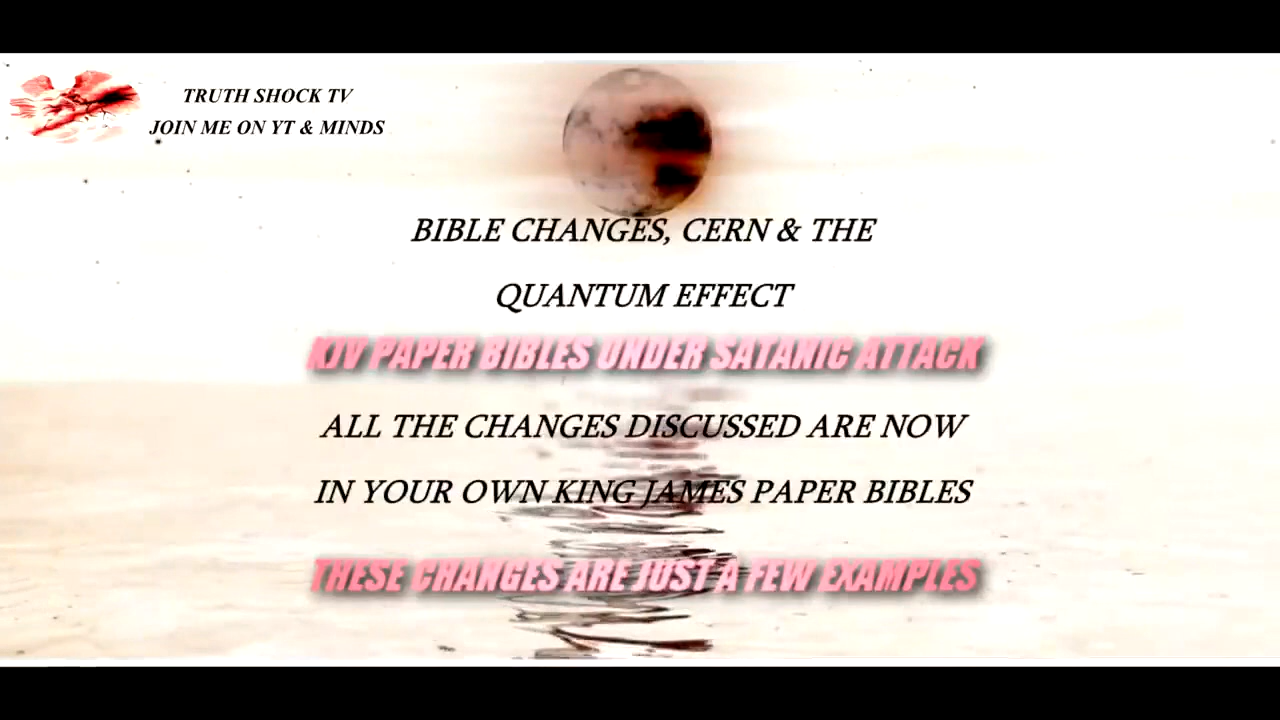 TRUTH SHOCK TV
JOIN ME ON YT & MINDS
BIBLE CHANGES, CERN & THE
QUANTUM EFFECT
KJV PAPER BIBLES UNDER SATANIC ATTACK
ALL THE CHANGES DISCUSSED ARE NOW
IN YOUR OWN KING JAMES PAPER BIBLES
THESE CHANGES ARE JUST A FEW EXAMPLES